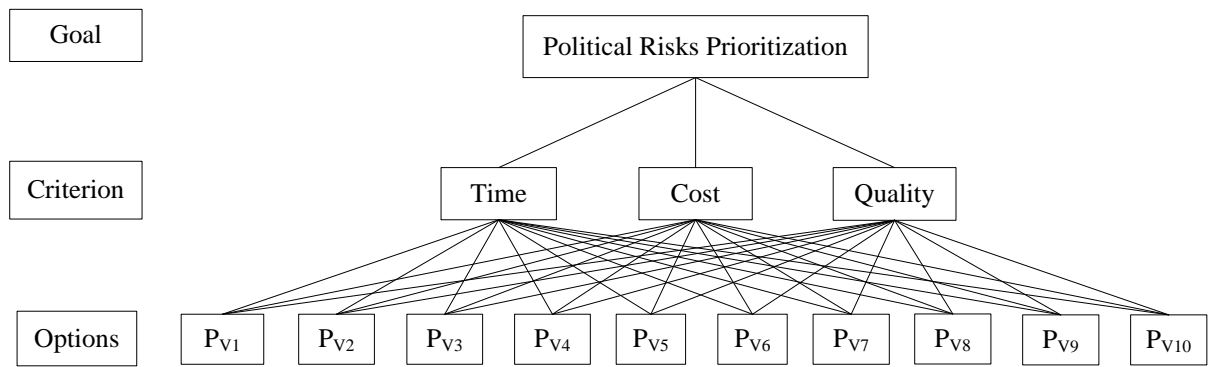 Goal
Political Risks Prioritization
Criterion
Time
Cost
Quality
Options
PV1
PV2
PV3
PV4
PV5
PV6
PV7
PV8
PV9
PV10